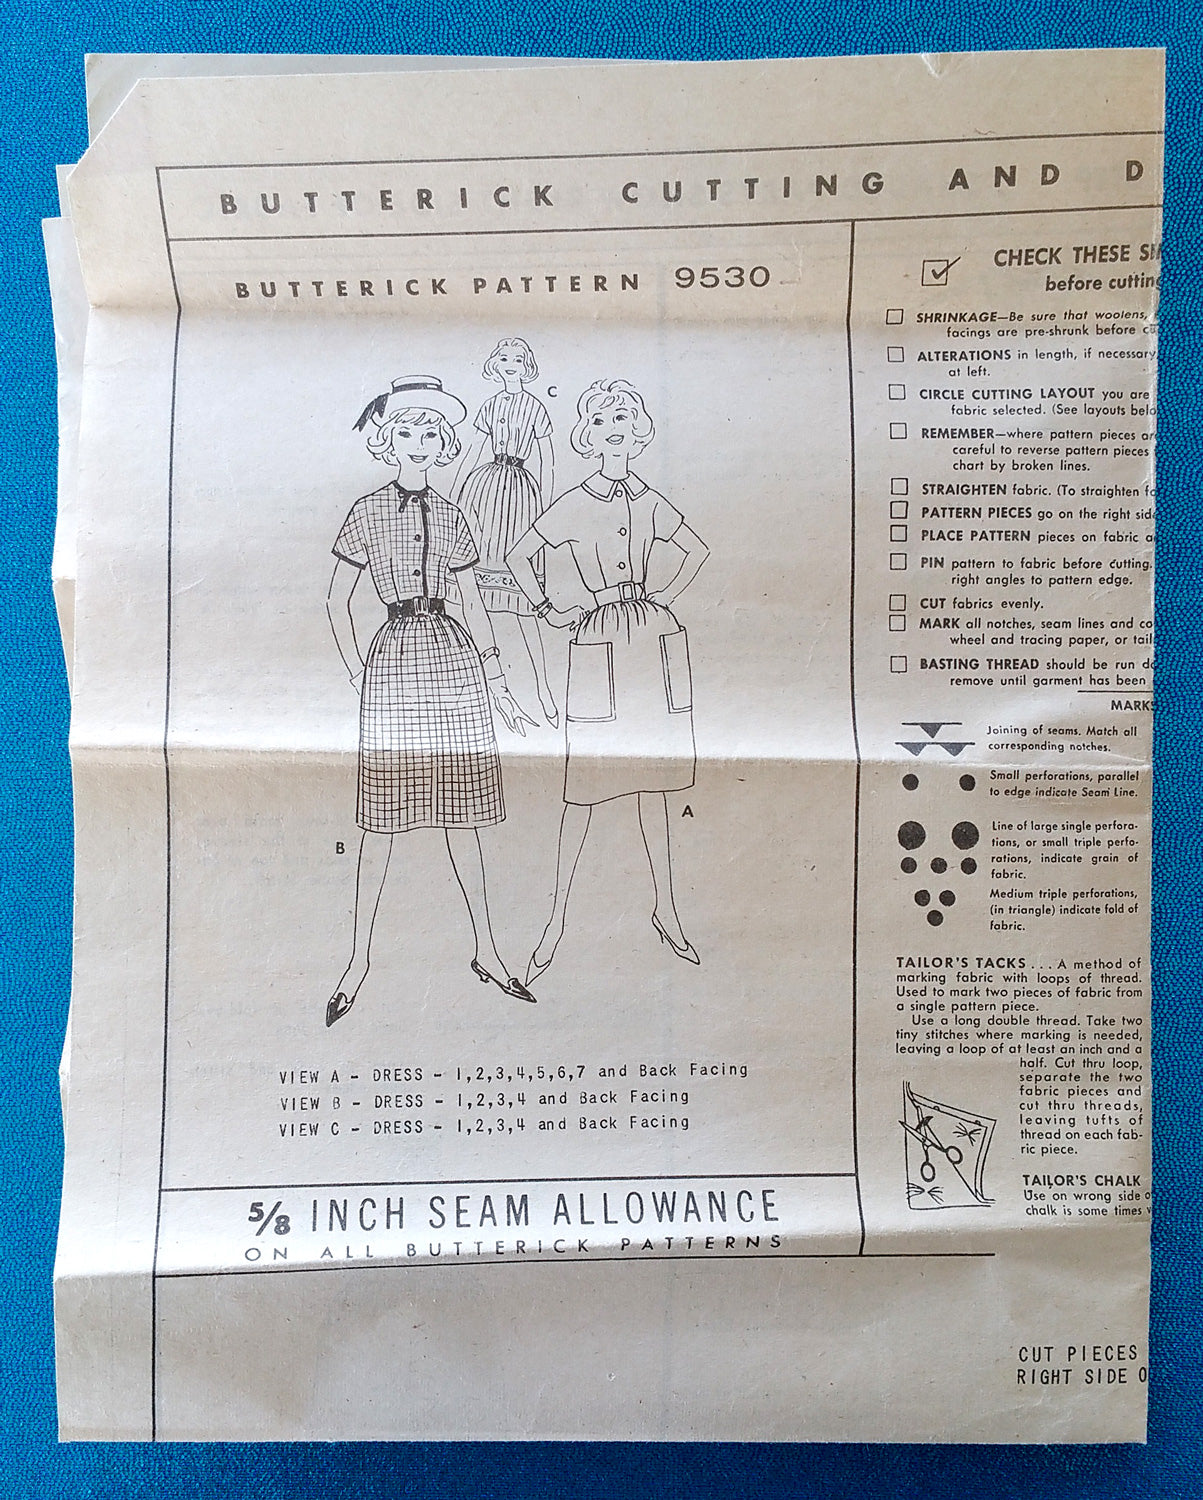 BUTTERICK CUTTING AND D
BUTTERICK PATTERN 9530
C
B
A
VIEW A - DRESS - 1,2,3,4,5,6,7 and Back Facing
VIEW B - DRESS - 1,2,3,4 and Back Facing
VIEW C - DRESS - 1,2,3,4 and Back Facing
5/8 INCH SEAM ALLOWANCE
ON ALL BUTTERICK PATTERNS
CHECK THESE
before cutting
SHRINKAGE—Be sure that woolens,
facings are pre-shrunk before
ALTERATIONS in length, if necessary
at left.
CIRCLE CUTTING LAYOUT you are
fabric selected. (See layouts
REMEMBER—where pattern pieces
careful to reverse pattern pieces
chart by broken lines.
STRAIGHTEN fabric. (To straighten
PATTERN PIECES go on the right
PLACE PATTERN pieces on fabric
PIN pattern to fabric before cutting.
right angles to pattern edge.
CUT fabrics evenly.
MARK all notches, seam lines and
wheel and tracing paper, or
BASTING THREAD should be run
remove until garment has been
MARKS
Joining of seams. Match all
corresponding notches.
Small perforations, parallel
to edge indicate Seam Line.
Line of large single perfora-
tions, or small triple perfo-
rations, indicate grain of
fabric.
Medium triple perforations,
(in triangle) indicate fold of
fabric.
TAILOR'S TACKS . . . A method of
marking fabric with loops of thread.
Used to mark two pieces of fabric from
a single pattern piece.
Use a long double thread. Take two
tiny stitches where marking is needed,
leaving a loop of at least an inch and a
half. Cut thru loop,
separate the two
fabric pieces and
cut thru threads,
leaving tufts of
thread on each fab-
ric piece.
TAILOR'S CHALK
Use on wrong side
chalk is some times
CUT PIECES
RIGHT SIDE O